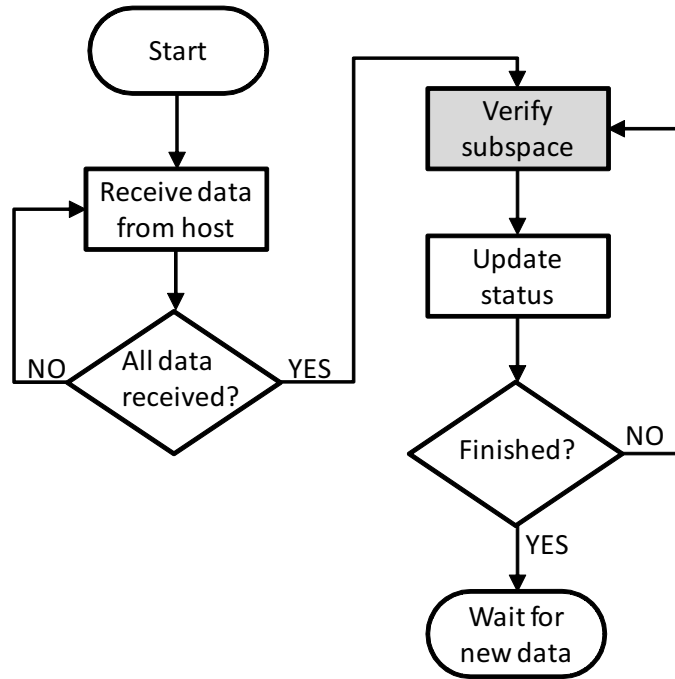 Start
Receive data
from host
All data
received?
NO
YES
Verify
subspace
Update
status
Finished?
NO
YES
Wait for
new data